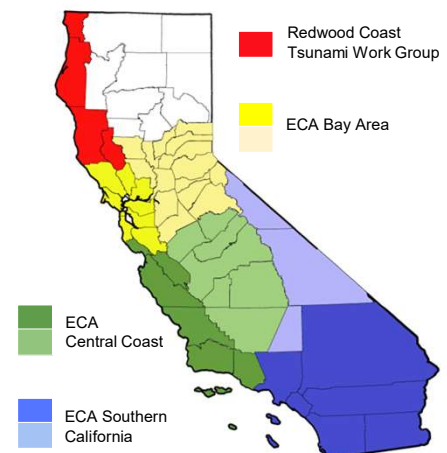 Redwood Coast
Tsunami Work Group
ECA Bay Area
ECA
Central Coast
ECA Southern
California